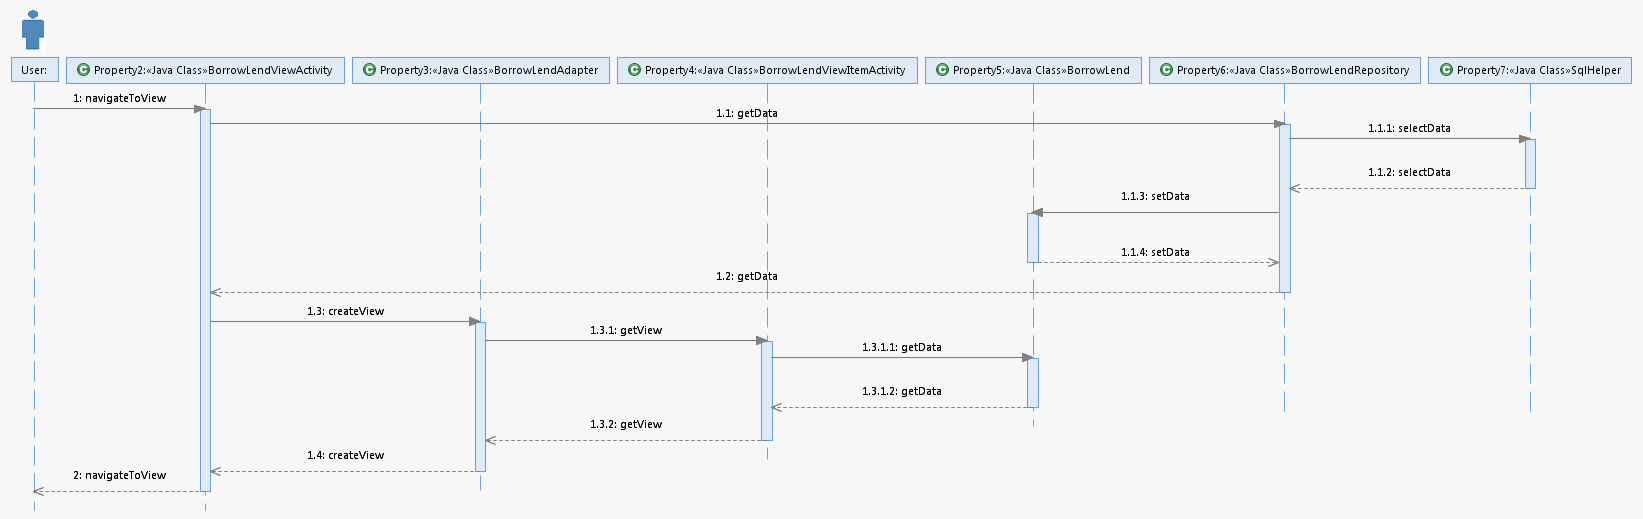 User:
C Property2:«Java Class»BorrowLendViewActivity
C Property3:«Java Class»BorrowLendAdapter
C Property4:«Java Class»BorrowLendViewItemActivity
C Property5:«Java Class»BorrowLend
C Property6:«Java Class»BorrowLendRepository
C Property7:«Java Class»SqlHelper
1: navigateToView
1.1: getData
1.1.1: selectData
1.1.2: selectData
1.1.3: setData
1.1.4: setData
1.2: getData
1.3: createView
1.3.1: getView
1.3.1.1: getData
1.3.1.2: getData
1.3.2: getView
1.4: createView
2: navigateToView